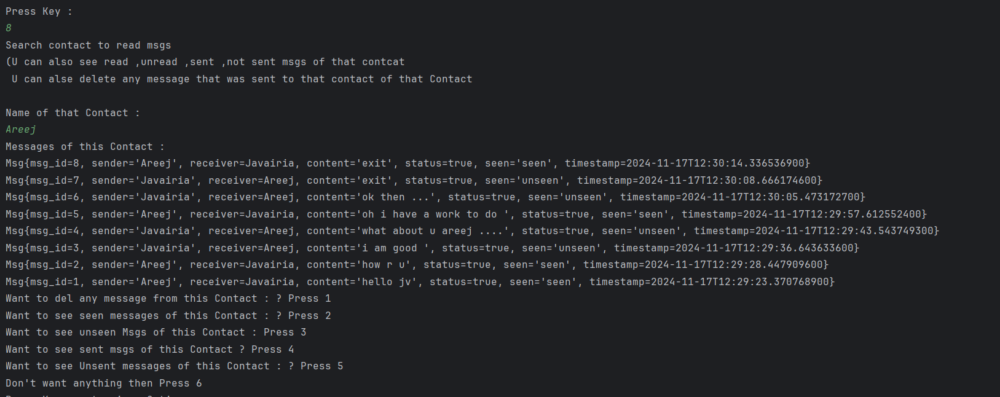 Press Key :
8
Search contact to read msgs
(U can also see read ,unread ,sent ,not sent msgs of that contcat
U can alse delete any message that was sent to that contact of that Contact
Name of that Contact :
Areej
Messages of this Contact :
Msg{msg_id=8, sender='Areej', receiver=Javairia, content='exit', status=true, seen='seen', timestamp=2024-11-17T12:30:14.336536900}
Msg{msg_id=7, sender='Javairia', receiver=Areej, content='exit', status=true, seen='unseen', timestamp=2024-11-17T12:30:08.666174600}
Msg{msg_id=6, sender='Javairia', receiver=Areej, content='ok then ...', status=true, seen='unseen', timestamp=2024-11-17T12:30:05.473172700}
Msg{msg_id=5, sender='Areej', receiver=Javairia, content='oh i have a work to do ', status=true, seen='seen', timestamp=2024-11-17T12:29:57.612552400}
Msg{msg_id=4, sender='Javairia', receiver=Areej, content='what about u areej ....', status=true, seen='unseen', timestamp=2024-11-17T12:29:43.543749300}
Msg{msg_id=3, sender='Javairia', receiver=Areej, content='i am good ', status=true, seen='unseen', timestamp=2024-11-17T12:29:36.643633600}
Msg{msg_id=2, sender='Areej', receiver=Javairia, content='how r u', status=true, seen='seen', timestamp=2024-11-17T12:29:28.447909600}
Msg{msg_id=1, sender='Areej', receiver=Javairia, content='hello jv', status=true, seen='seen', timestamp=2024-11-17T12:29:23.370768900}
Want to del any message from this Contact : ? Press 1
Want to see seen messages of this Contact : ? Press 2
Want to see unseen Msgs of this Contact : Press 3
Want to see sent msgs of this Contact ? Press 4
Want to see Unsent messages of this Contact : ? Press 5
Don't want anything then Press 6